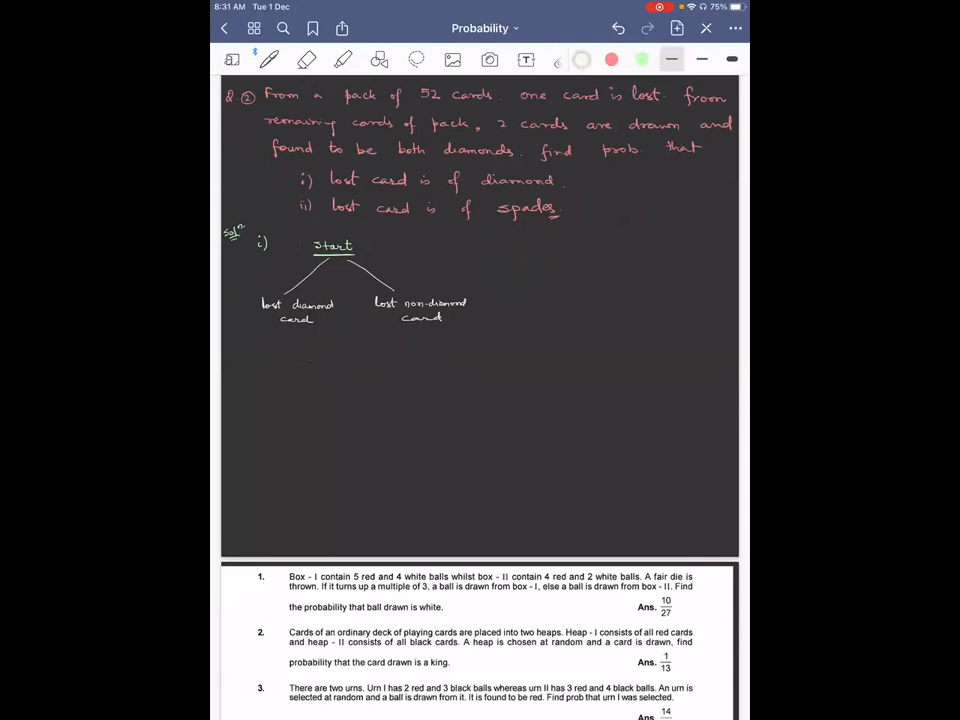 8:31 AM Tue 1 Dec
75%
Probability
Q. ② From a pack of 52 cards. one card is lost. from
remaining cards of pack, 2 cards are drawn and
found to be both diamonds. find prob. that
i) lost card is of diamond.
ii) lost card is of spades.
Solⁿ
i) Start
lost diamond card
lost non-diamond card
1. Box - I contain 5 red and 4 white balls whilst box - II contain 4 red and 2 white balls. A fair die is
thrown. If it turns up a multiple of 3, a ball is drawn from box - I, else a ball is drawn from box - II. Find
the probability that ball drawn is white. Ans. 10/27
2. Cards of an ordinary deck of playing cards are placed into two heaps. Heap - I consists of all red cards
and heap - II consists of all black cards. A heap is chosen at random and a card is drawn, find
probability that the card drawn is a king. Ans. 1/13
3. There are two urns. Urn I has 2 red and 3 black balls whereas urn II has 3 red and 4 black balls. An urn is
selected at random and a ball is drawn from it. It is found to be red. Find prob that urn I was selected.
Ans. 14